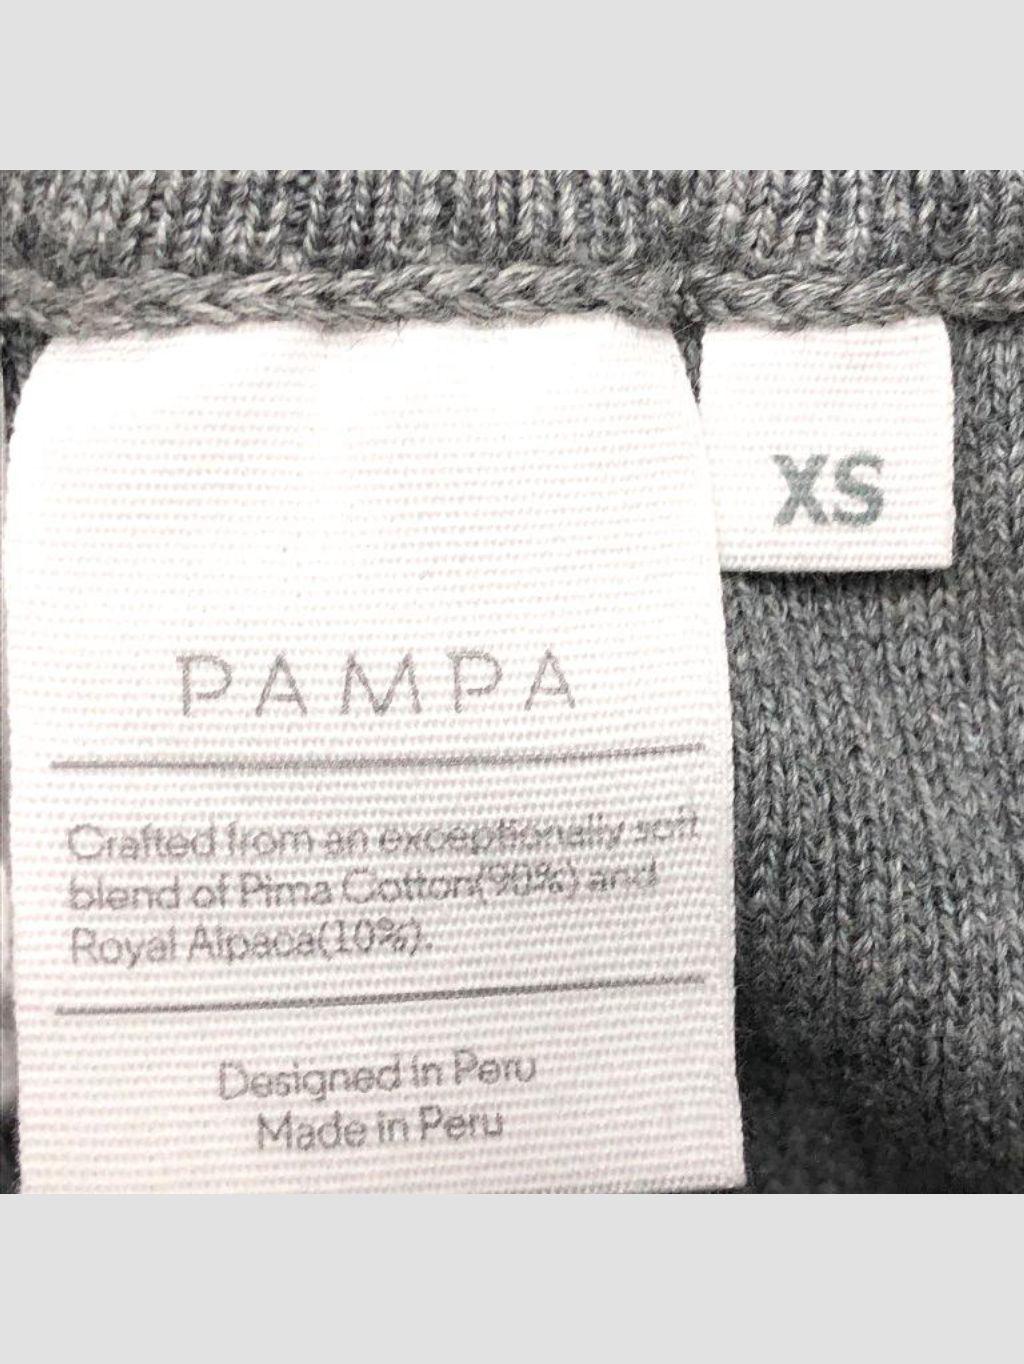 XS
PAMPA
Crafted from an exceptionally soft
blend of Pima Cotton(90%) and
Royal Alpaca(10%).
Designed in Peru
Made in Peru